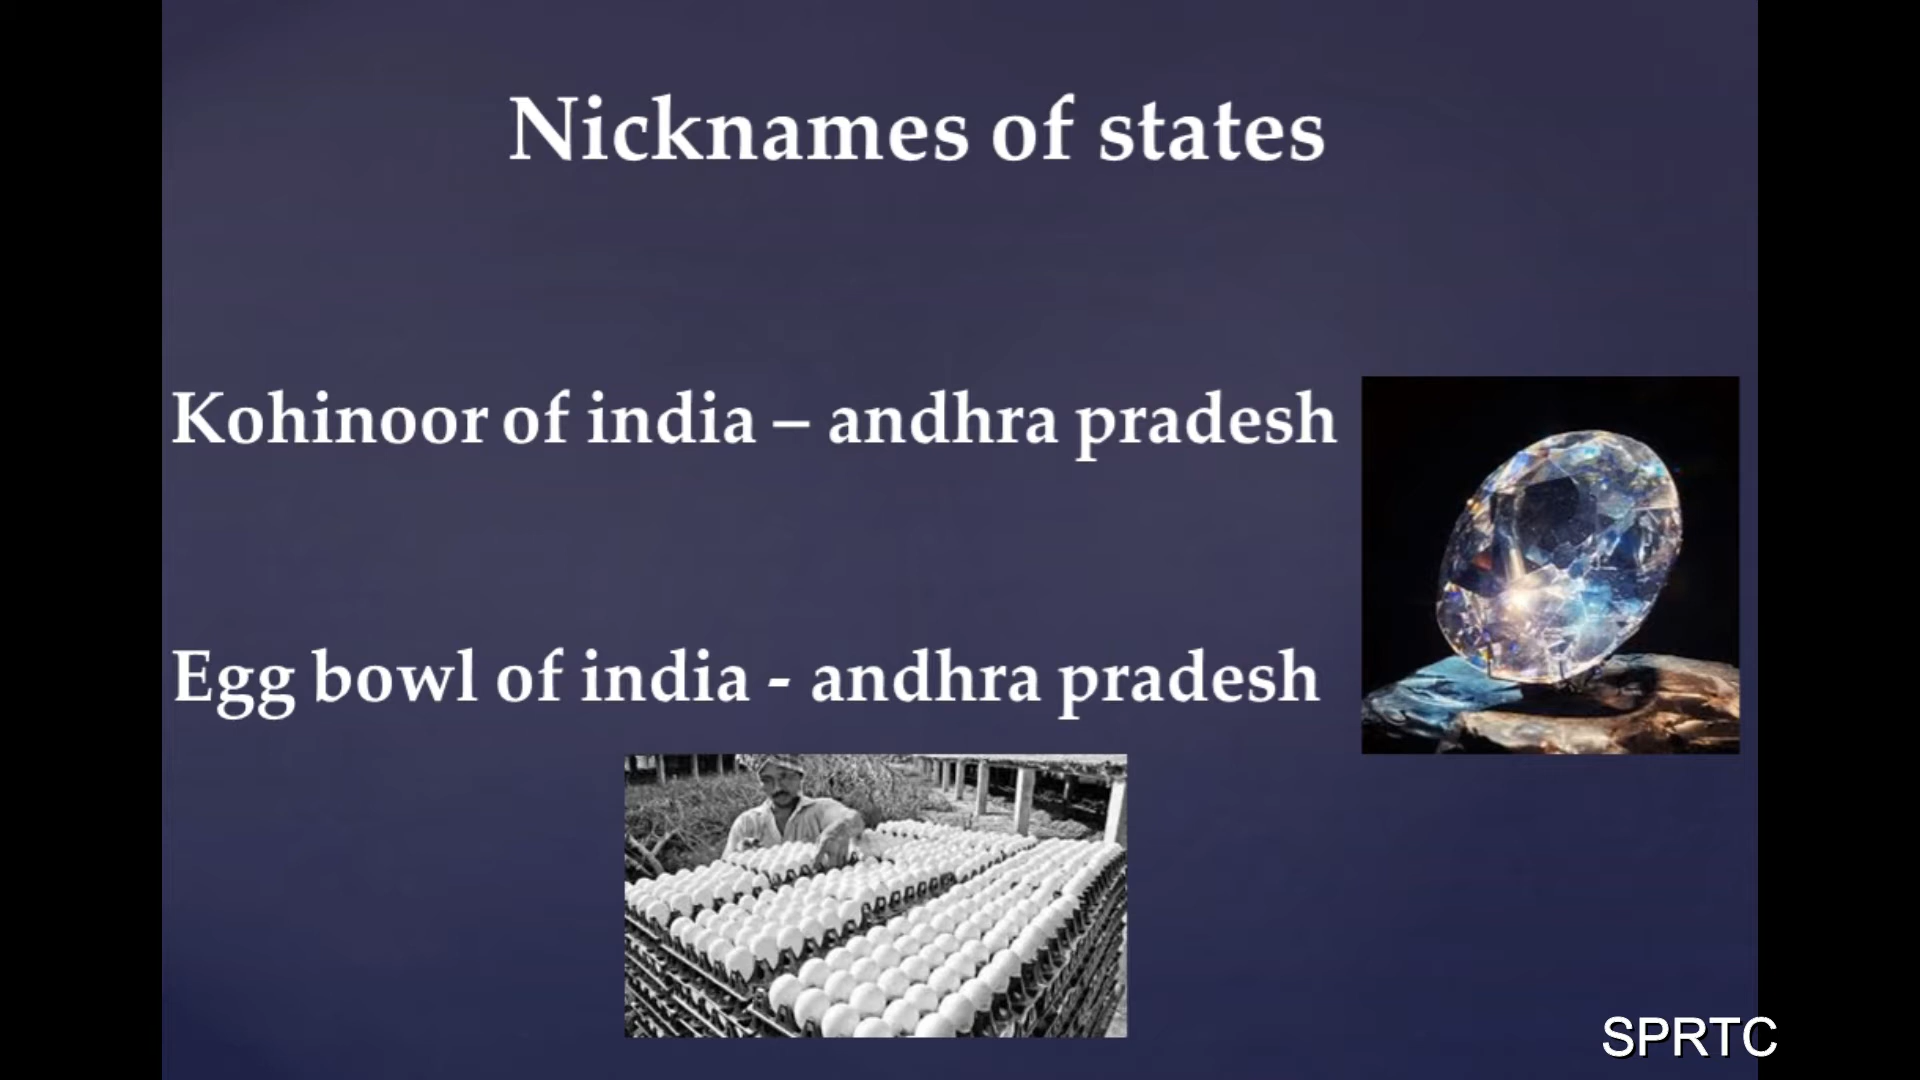 Nicknames of states
Kohinoor of india – andhra pradesh
Egg bowl of india - andhra pradesh
SPRTC